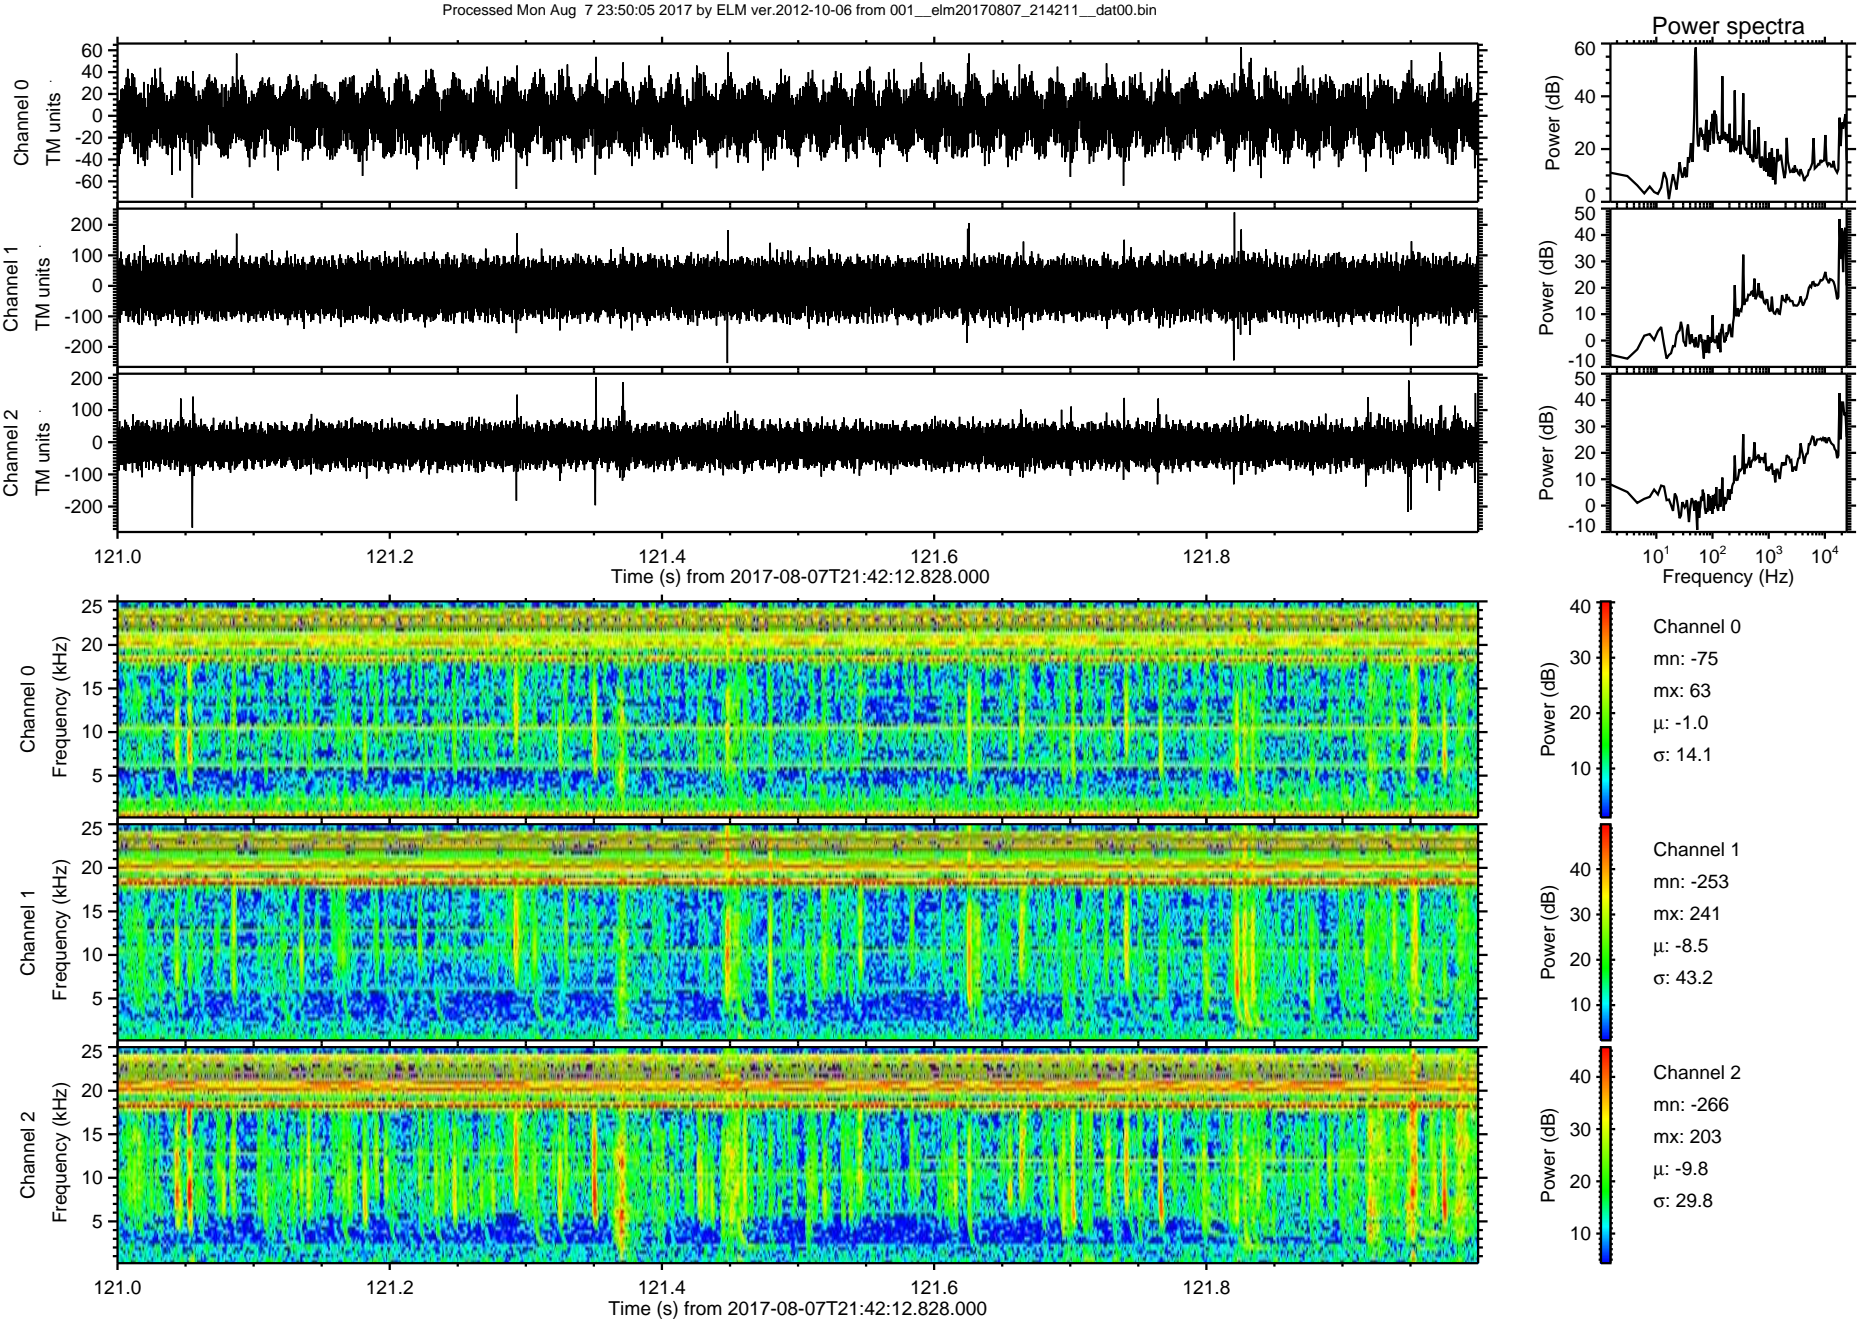 Processed Mon Aug  7 23:50:05 2017 by ELM ver.2012-10-06 from 001__elm20170807_214211__dat00.bin
Power spectra
Channel 0
TM units
60
40
20
0
-20
-40
-60
Power (dB)
60
40
20
0
Channel 1
TM units
200
100
0
-100
-200
Power (dB)
50
40
30
20
10
0
-10
Channel 2
TM units
200
100
0
-100
-200
Power (dB)
50
40
30
20
10
0
-10
121.0 121.2 121.4 121.6 121.8
Time (s) from 2017-08-07T21:42:12.828.000
10¹ 10² 10³ 10⁴
Frequency (Hz)
Channel 0
Frequency (kHz)
25
20
15
10
5
Power (dB)
40
30
20
10
Channel 0
mn: -75
mx: 63
μ: -1.0
σ: 14.1
Channel 1
Frequency (kHz)
25
20
15
10
5
Power (dB)
40
30
20
10
Channel 1
mn: -253
mx: 241
μ: -8.5
σ: 43.2
Channel 2
Frequency (kHz)
25
20
15
10
5
Power (dB)
40
30
20
10
Channel 2
mn: -266
mx: 203
μ: -9.8
σ: 29.8
121.0 121.2 121.4 121.6 121.8
Time (s) from 2017-08-07T21:42:12.828.000